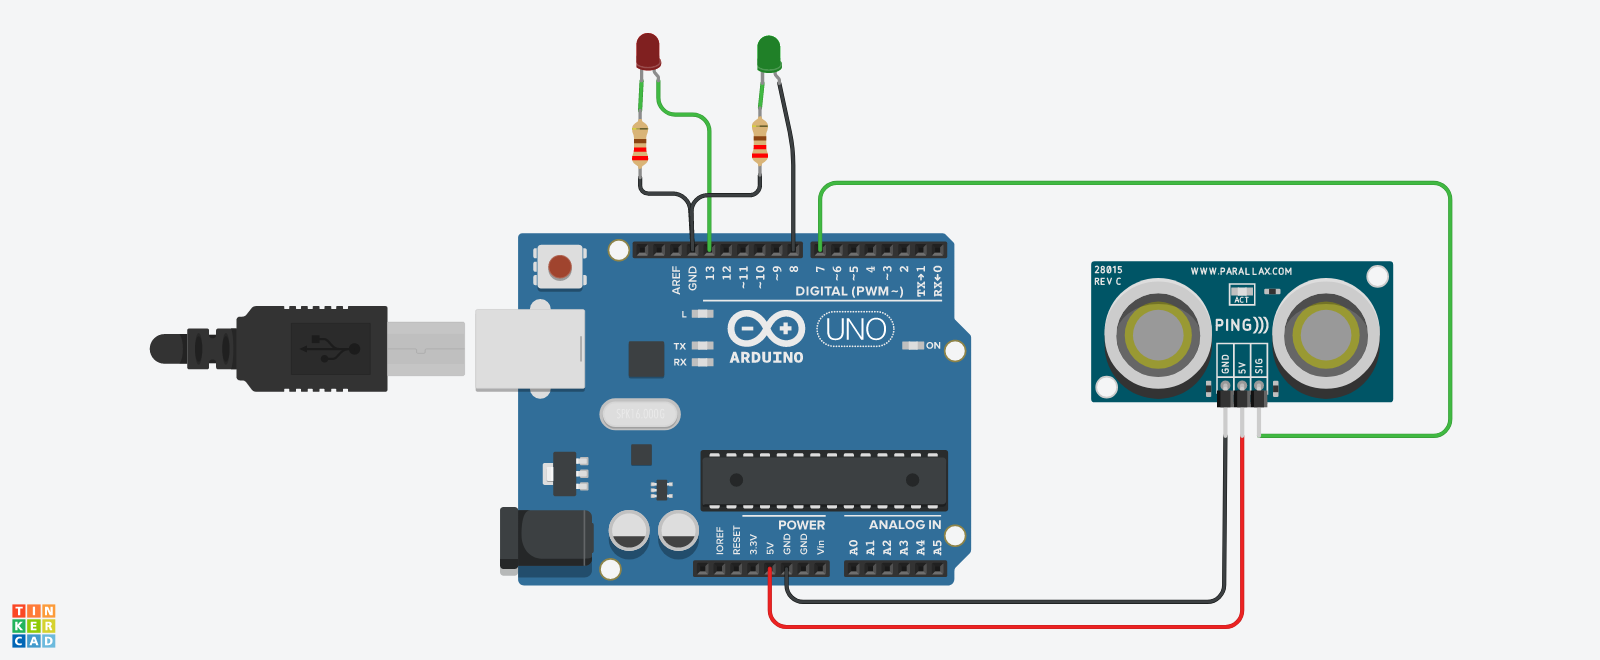 AREF
GND
13
12
~11
~10
~9
8
7
~6
~5
4
~3
2
TX→1
RX←0
DIGITAL (PWM~)
L
TX
RX
ARDUINO
UNO
ON
28015
REV C
WWW.PARALLAX.COM
ACT
PING)))
GND
5V
SIG
SPK16.000G
POWER
ANALOG IN
IOREF
RESET
3.3V
5V
GND
GND
Vin
A0
A1
A2
A3
A4
A5
TIN
KER
CAD